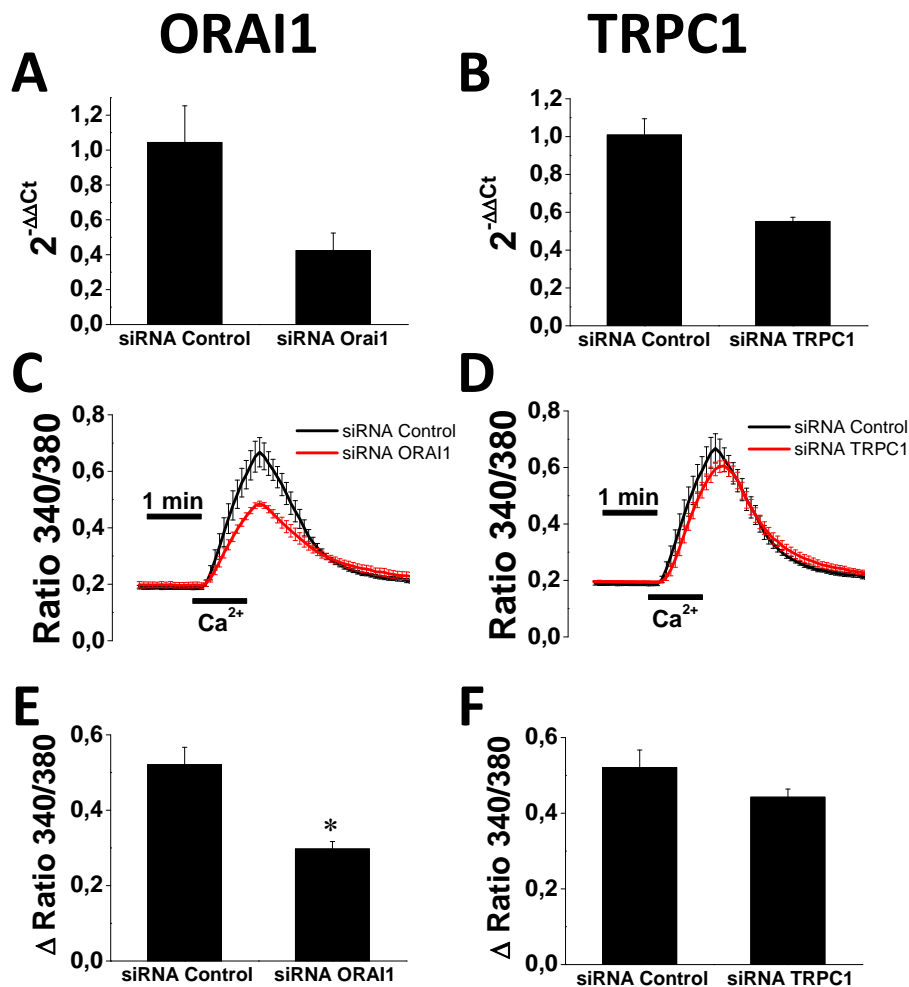 ORAI1
TRPC1
A
1,2
1,0
0,8
0,6
0,4
0,2
0,0
2^-ΔΔCt
siRNA Control
siRNA Orai1
B
1,2
1,0
0,8
0,6
0,4
0,2
0,0
2^-ΔΔCt
siRNA Control
siRNA TRPC1
C
0,8
0,6
0,4
0,2
0,0
Ratio 340/380
siRNA Control
siRNA ORAI1
1 min
Ca2+
D
0,8
0,6
0,4
0,2
0,0
Ratio 340/380
siRNA Control
siRNA TRPC1
1 min
Ca2+
E
0,6
0,4
0,2
0,0
Δ Ratio 340/380
*
siRNA Control
siRNA ORAI1
F
0,6
0,4
0,2
0,0
Δ Ratio 340/380
siRNA Control
siRNA TRPC1